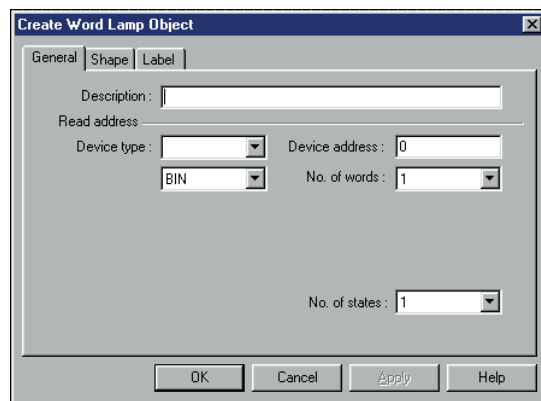 Create Word Lamp Object
General Shape Label
Description :
Read address
Device type : Device address : 0
BIN No. of words : 1
No. of states : 1
OK Cancel Apply Help